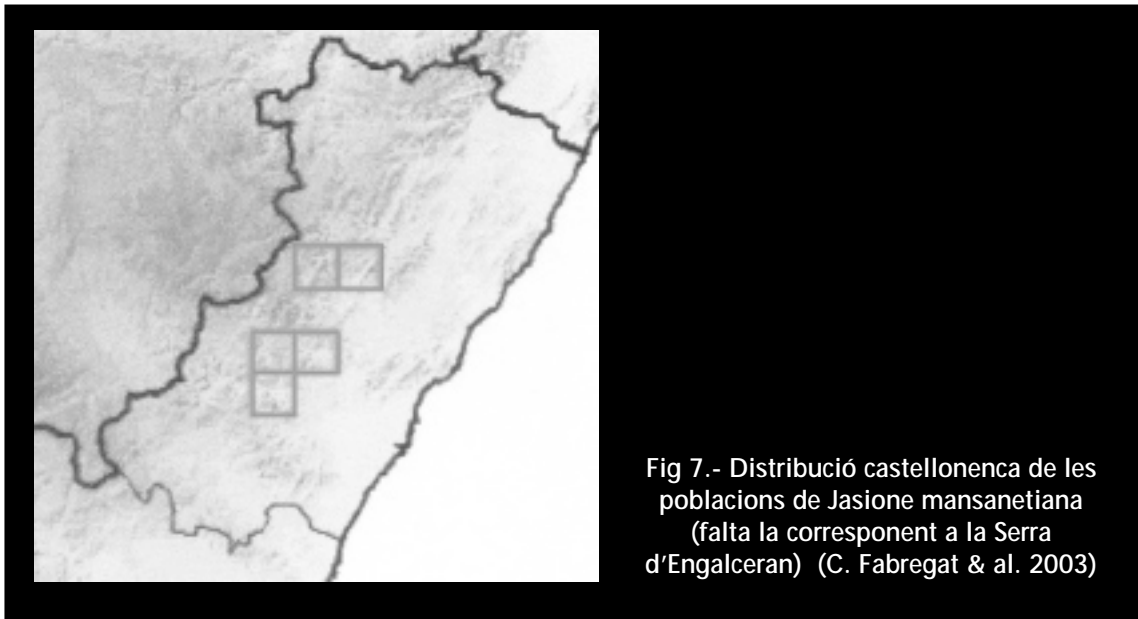 Fig 7.- Distribució castellonenca de les
poblacions de Jasione mansanetiana
(falta la corresponent a la Serra
d'Engalceran)  (C. Fabregat & al. 2003)